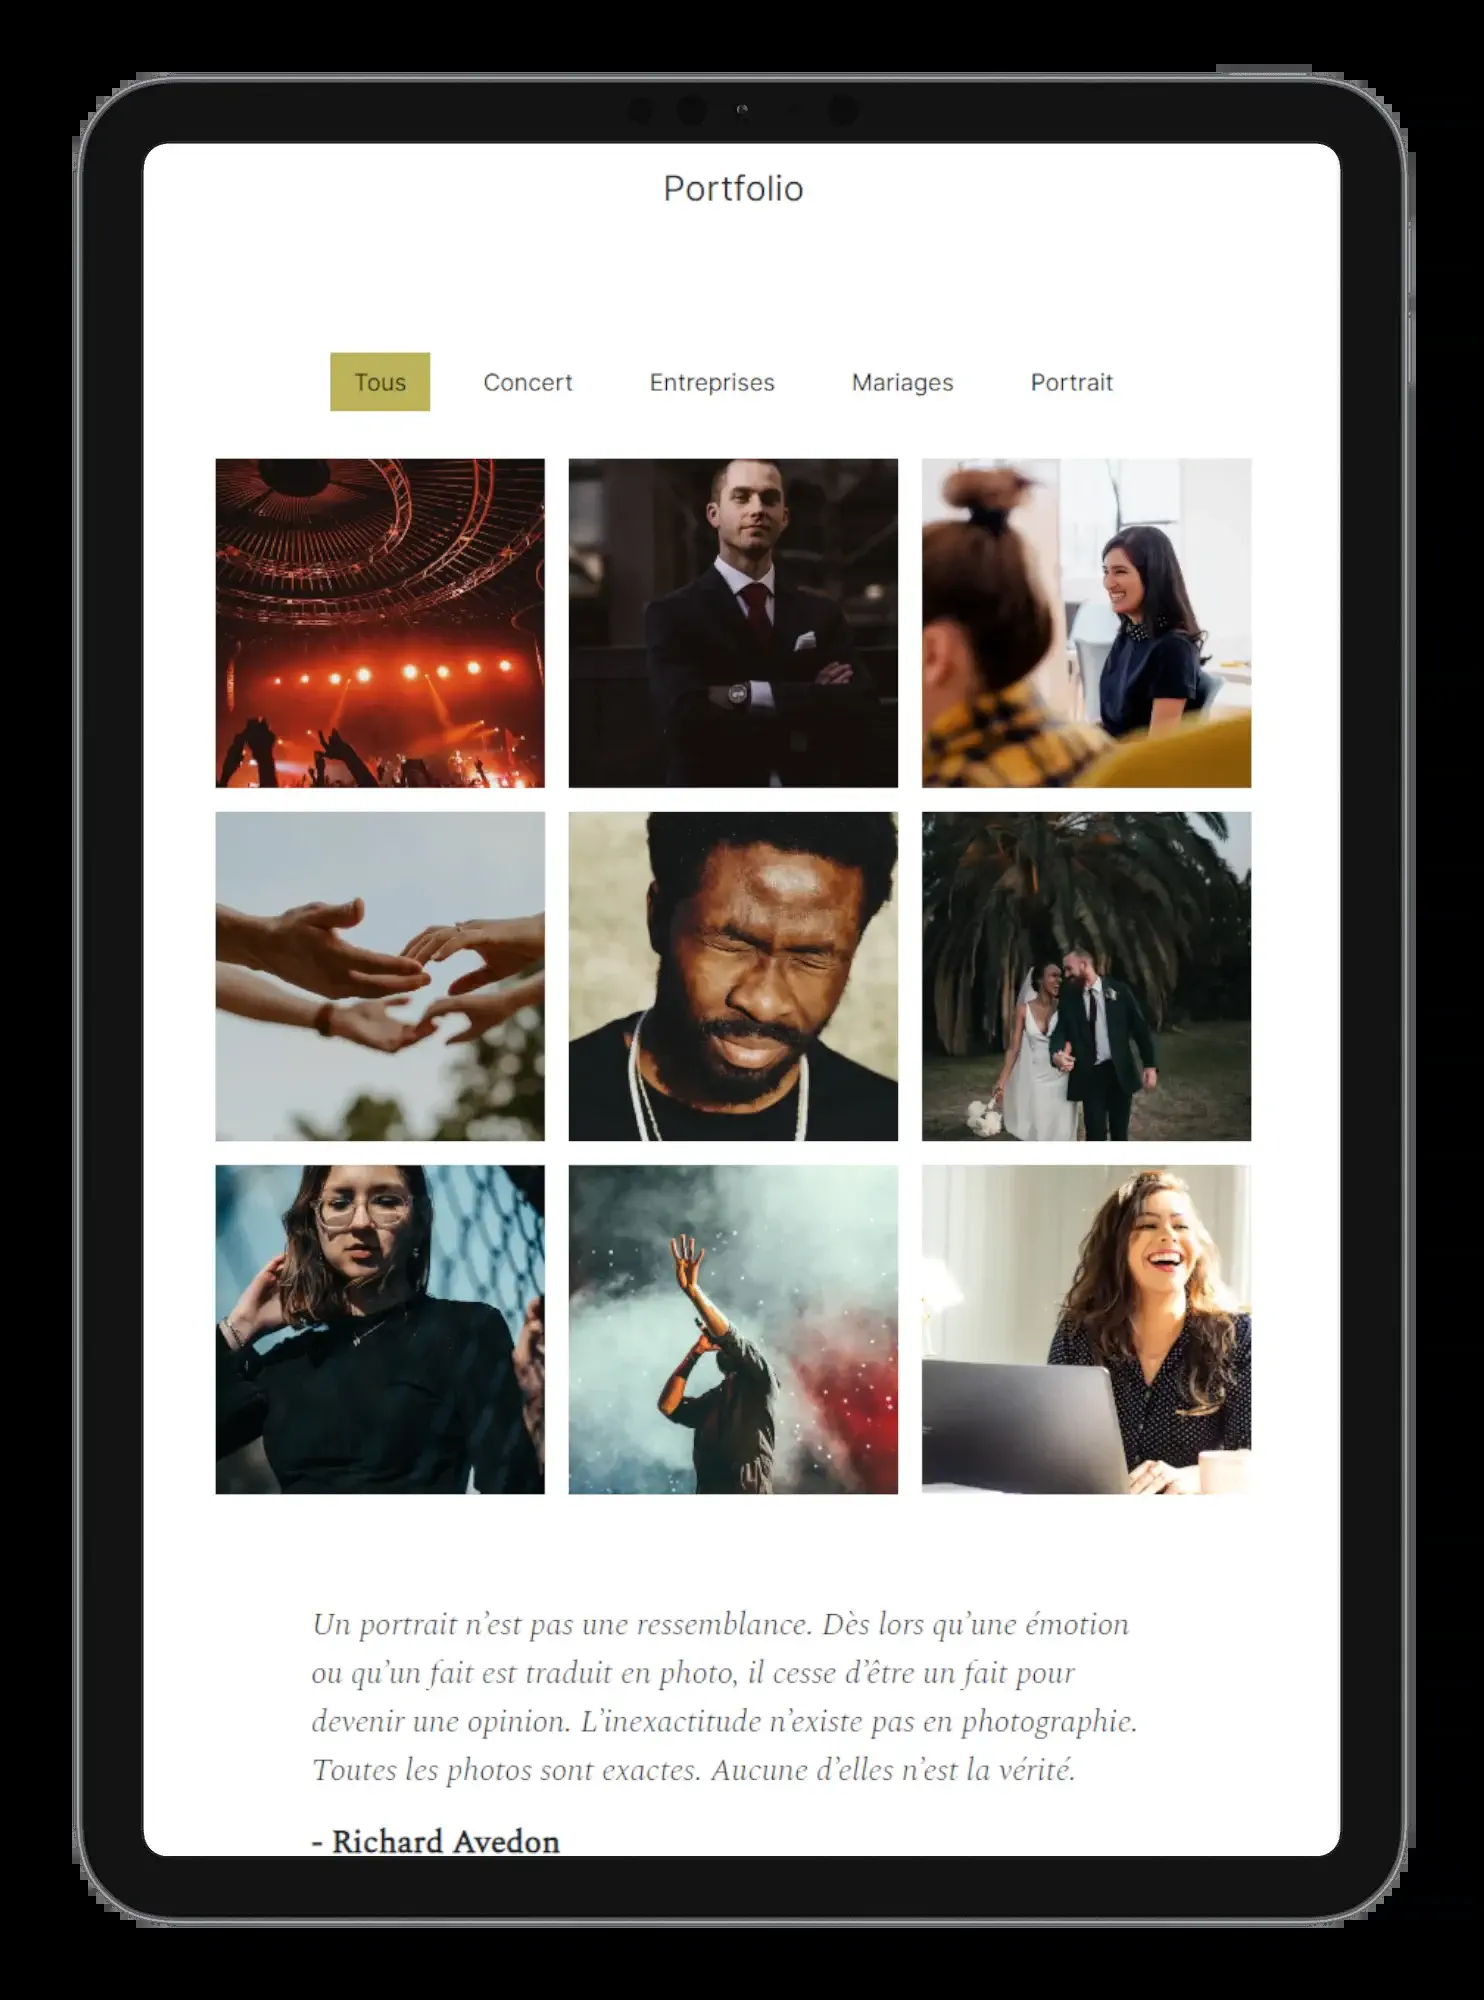 Portfolio
Tous Concert Entreprises Mariages Portrait
Un portrait n’est pas une ressemblance. Dès lors qu’une émotion
ou qu’un fait est traduit en photo, il cesse d’être un fait pour
devenir une opinion. L’inexactitude n’existe pas en photographie.
Toutes les photos sont exactes. Aucune d’elles n’est la vérité.
- Richard Avedon